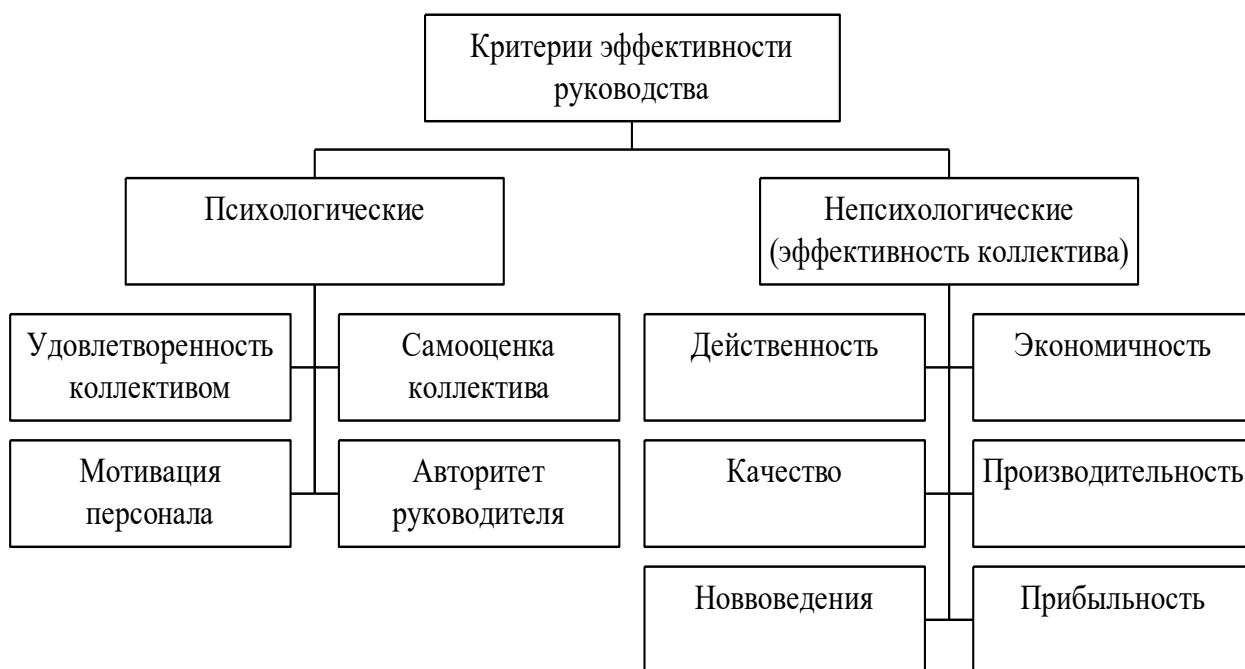 Критерии эффективности
руководства
Психологические
Непсихологические
(эффективность коллектива)
Удовлетворенность
коллективом
Самооценка
коллектива
Действенность
Экономичность
Мотивация
персонала
Авторитет
руководителя
Качество
Производительность
Новвоведения
Прибыльность